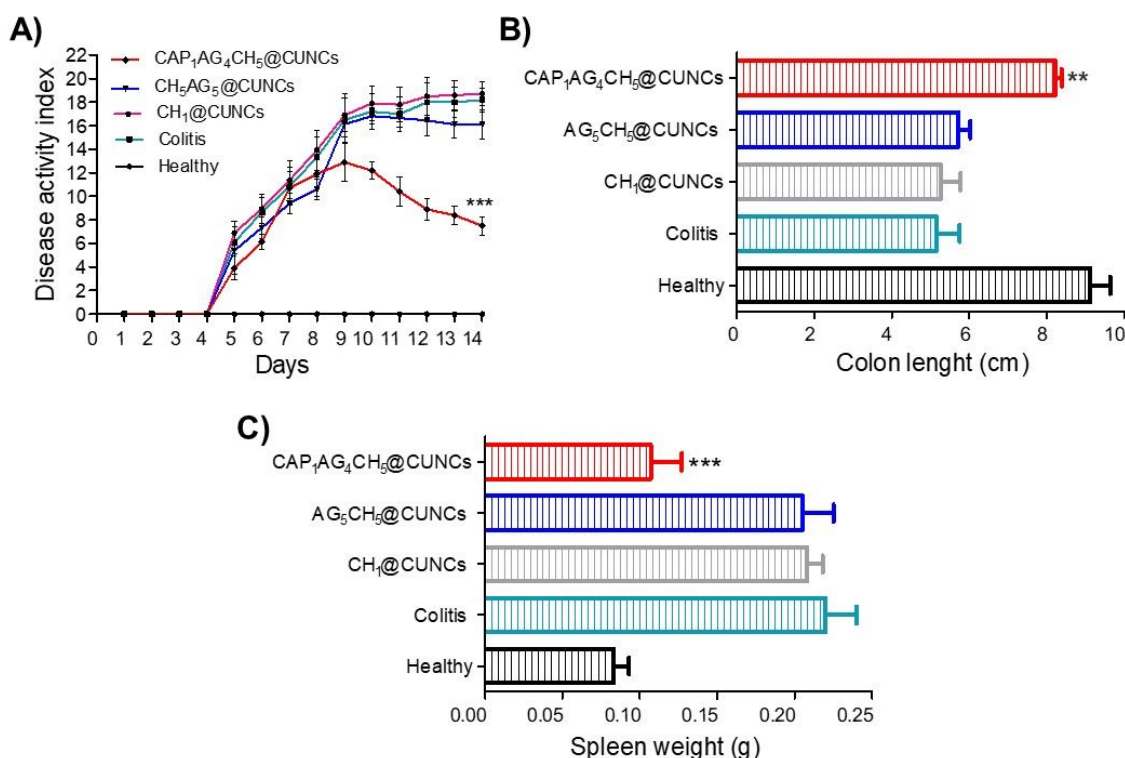 A)
Disease activity index
22
20
18
16
14
12
10
8
6
4
2
0
CAP₁AG₄CH₅@CUNCs
CH₅AG₅@CUNCs
CH₁@CUNCs
Colitis
Healthy
***
0 1 2 3 4 5 6 7 8 9 10 11 12 13 14
Days
B)
CAP₁AG₄CH₅@CUNCs
**
AG₅CH₅@CUNCs
CH₁@CUNCs
Colitis
Healthy
0 2 4 6 8 10
Colon lenght (cm)
C)
CAP₁AG₄CH₅@CUNCs
***
AG₅CH₅@CUNCs
CH₁@CUNCs
Colitis
Healthy
0.00 0.05 0.10 0.15 0.20 0.25
Spleen weight (g)